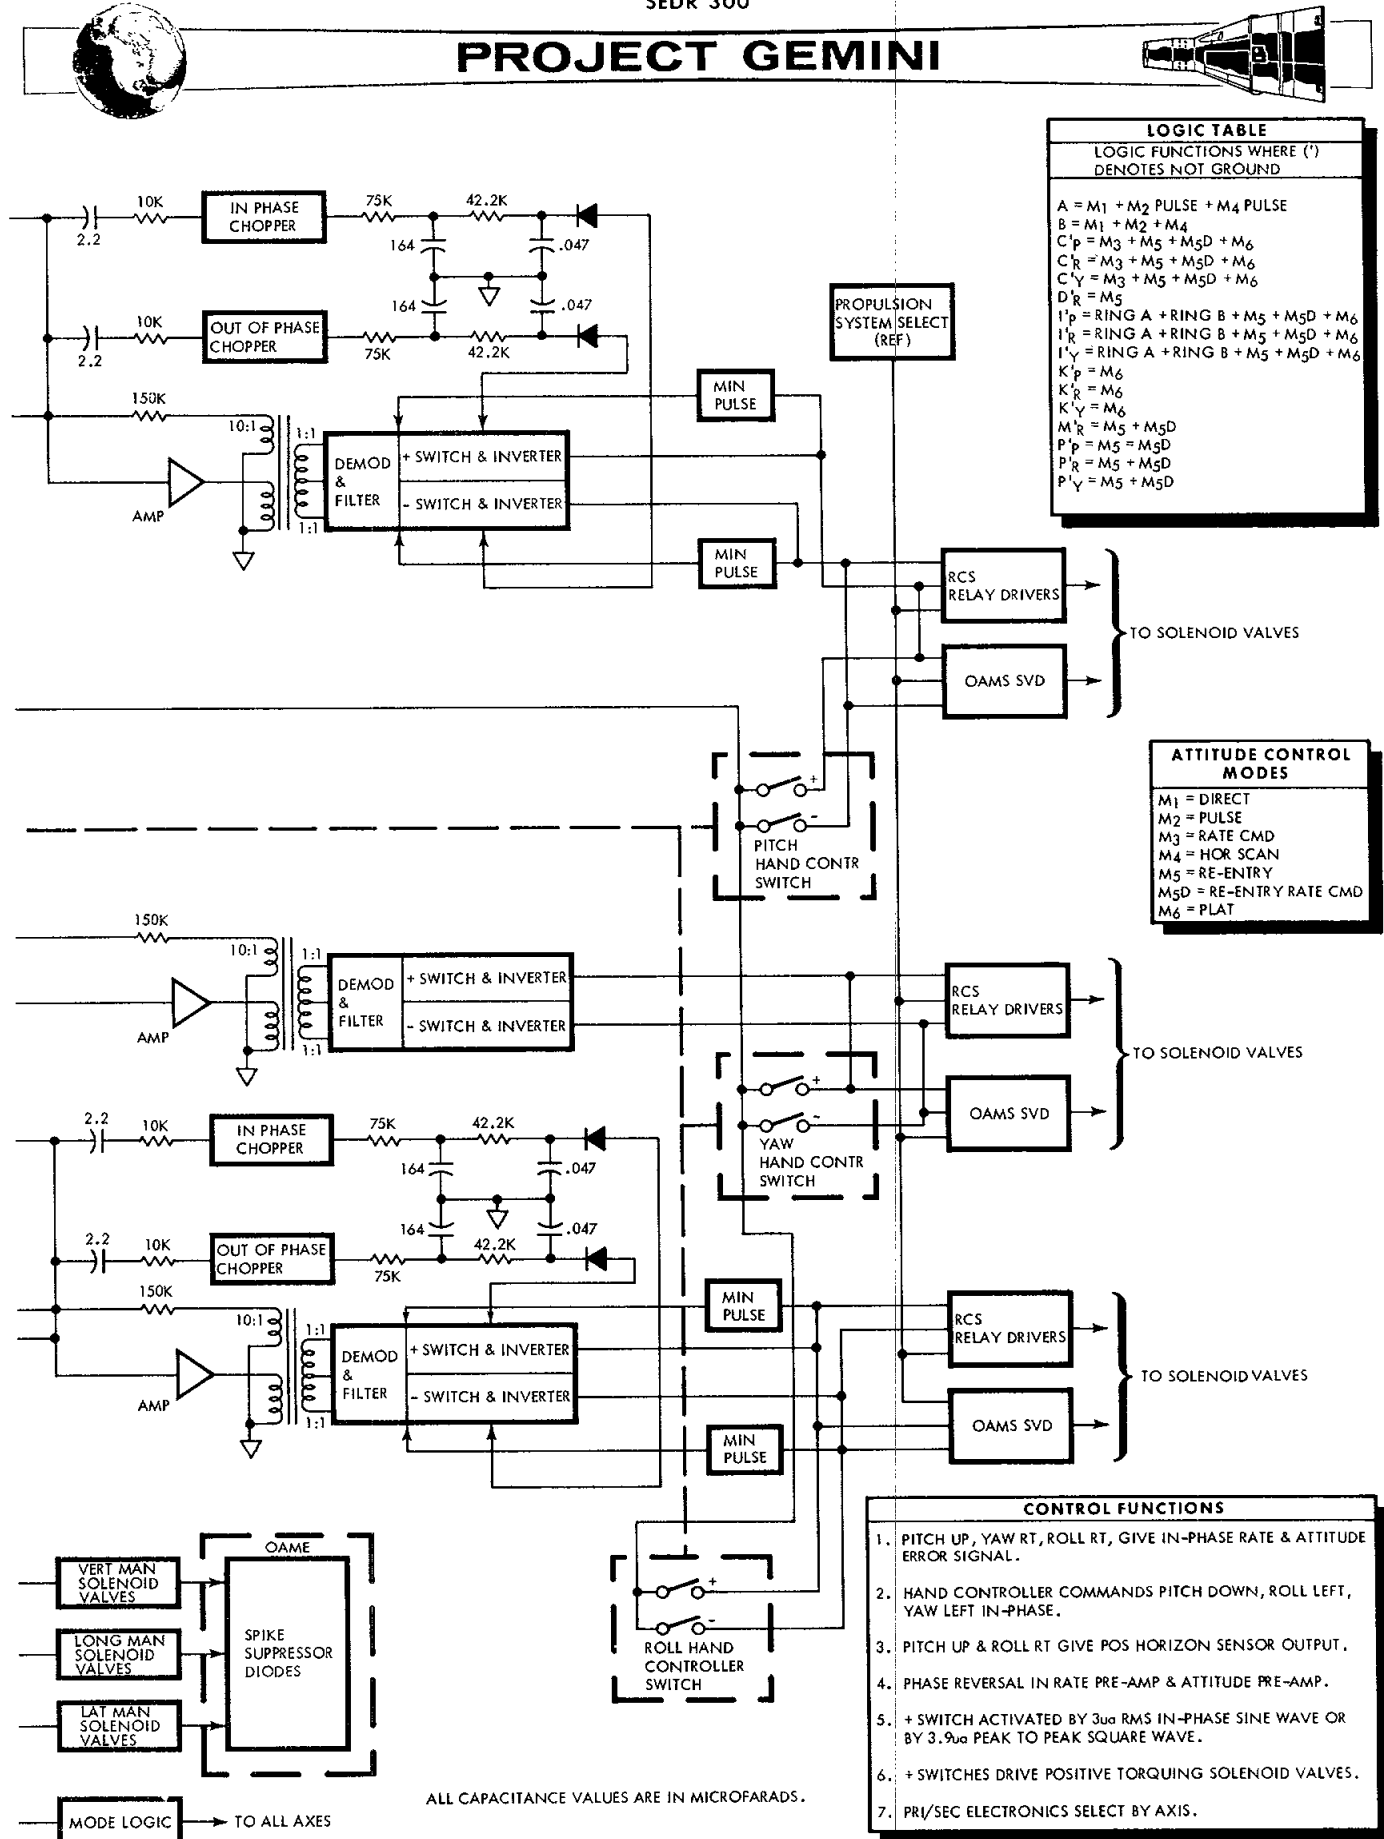 SEDR 300
PROJECT GEMINI
LOGIC TABLE
LOGIC FUNCTIONS WHERE (')
DENOTES NOT GROUND
A = M1 + M2 PULSE + M4 PULSE
B = M1 + M2 + M4
C'P = M3 + M5 + M5D + M6
C'R = M3 + M5 + M5D + M6
C'Y = M3 + M5 + M5D + M6
D'R = M5
I'P = RING A + RING B + M5 + M5D + M6
I'R = RING A + RING B + M5 + M5D + M6
I'Y = RING A + RING B + M5 + M5D + M6
K'P = M6
K'R = M6
K'Y = M6
M'R = M5 + M5D
P'P = M5 = M5D
P'R = M5 + M5D
P'Y = M5 + M5D
2.2
10K
IN PHASE
CHOPPER
75K
42.2K
164
.047
164
.047
2.2
10K
OUT OF PHASE
CHOPPER
75K
42.2K
PROPULSION
SYSTEM SELECT
(REF)
150K
10:1
1:1
1:1
AMP
DEMOD
&
FILTER
+ SWITCH & INVERTER
- SWITCH & INVERTER
MIN
PULSE
MIN
PULSE
RCS
RELAY DRIVERS
OAMS SVD
TO SOLENOID VALVES
+
-
PITCH
HAND CONTR
SWITCH
ATTITUDE CONTROL
MODES
M1 = DIRECT
M2 = PULSE
M3 = RATE CMD
M4 = HOR SCAN
M5 = RE-ENTRY
M5D = RE-ENTRY RATE CMD
M6 = PLAT
150K
10:1
1:1
1:1
AMP
DEMOD
&
FILTER
+ SWITCH & INVERTER
- SWITCH & INVERTER
RCS
RELAY DRIVERS
OAMS SVD
TO SOLENOID VALVES
+
-
YAW
HAND CONTR
SWITCH
2.2
10K
IN PHASE
CHOPPER
75K
42.2K
164
.047
164
.047
2.2
10K
OUT OF PHASE
CHOPPER
75K
42.2K
150K
10:1
1:1
1:1
AMP
DEMOD
&
FILTER
+ SWITCH & INVERTER
- SWITCH & INVERTER
MIN
PULSE
MIN
PULSE
RCS
RELAY DRIVERS
OAMS SVD
TO SOLENOID VALVES
+
-
ROLL HAND
CONTROLLER
SWITCH
OAME
VERT MAN
SOLENOID
VALVES
LONG MAN
SOLENOID
VALVES
LAT MAN
SOLENOID
VALVES
SPIKE
SUPPRESSOR
DIODES
MODE LOGIC
TO ALL AXES
ALL CAPACITANCE VALUES ARE IN MICROFARADS.
CONTROL FUNCTIONS
1. PITCH UP, YAW RT, ROLL RT, GIVE IN-PHASE RATE & ATTITUDE
ERROR SIGNAL.
2. HAND CONTROLLER COMMANDS PITCH DOWN, ROLL LEFT,
YAW LEFT IN-PHASE.
3. PITCH UP & ROLL RT GIVE POS HORIZON SENSOR OUTPUT.
4. PHASE REVERSAL IN RATE PRE-AMP & ATTITUDE PRE-AMP.
5. + SWITCH ACTIVATED BY 3ua RMS IN-PHASE SINE WAVE OR
BY 3.9ua PEAK TO PEAK SQUARE WAVE.
6. + SWITCHES DRIVE POSITIVE TORQUING SOLENOID VALVES.
7. PRI/SEC ELECTRONICS SELECT BY AXIS.